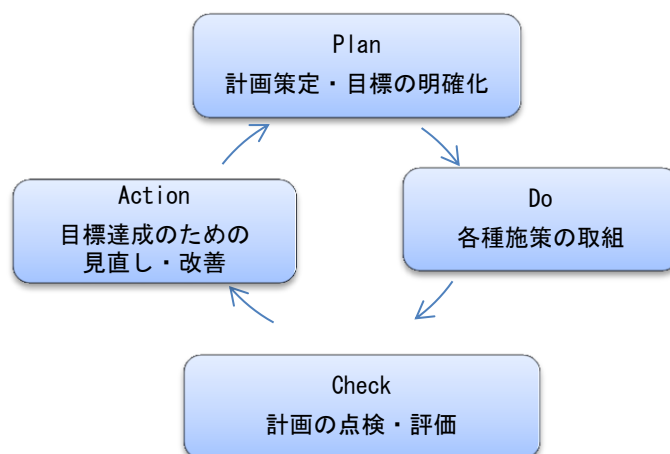 Plan
計画策定・目標の明確化
Do
各種施策の取組
Check
計画の点検・評価
Action
目標達成のための
見直し・改善